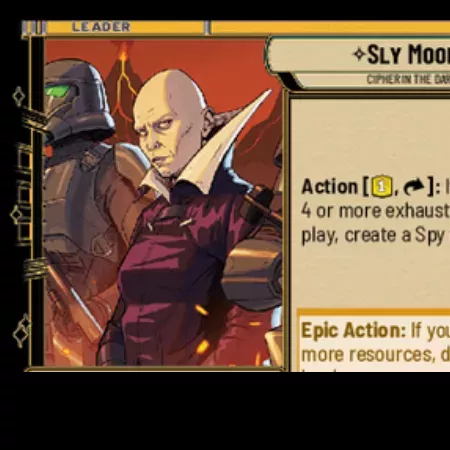 LEADER
SLY MOO
CIPHER IN THE DA
Action [1, ]:
4 or more exhaust
play, create a Spy
Epic Action: If you
more resources, d